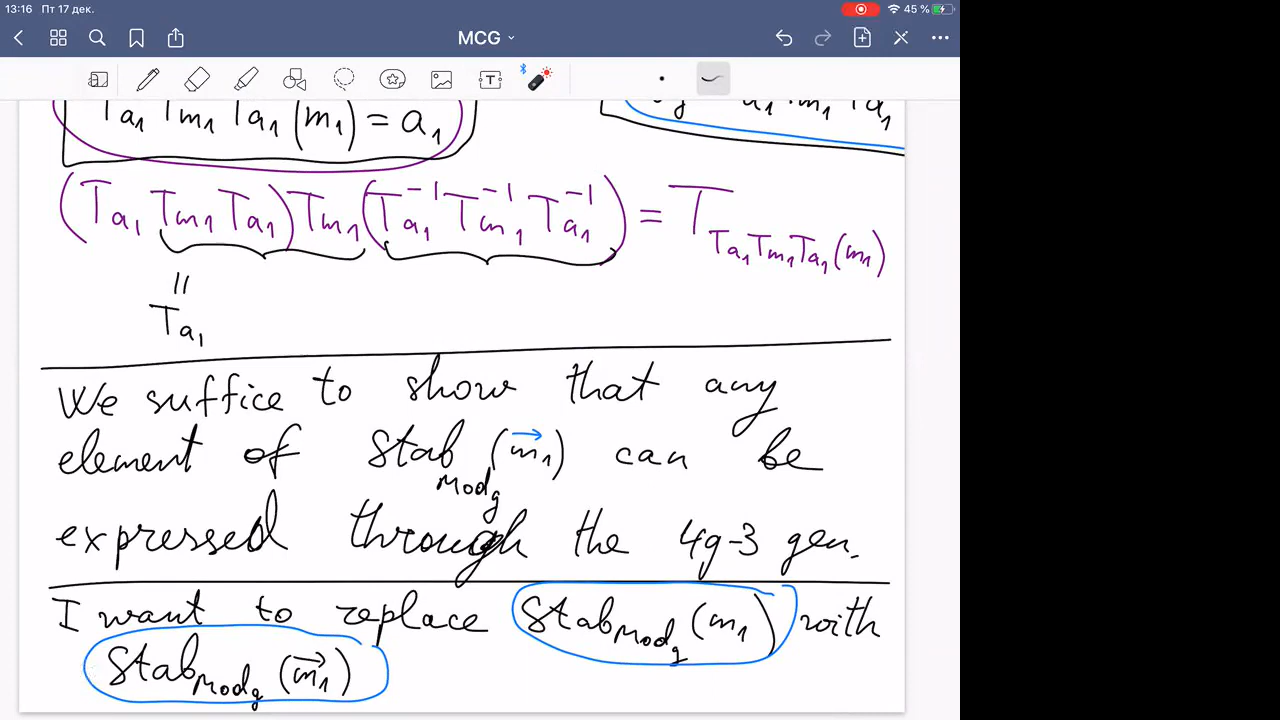 13:16 Пт 17 дек. 45 %
MCG
T_{a_1} T_{m_1} T_{a_1} (m_1) = a_1
(T_{a_1} T_{m_1} T_{a_1}) T_{m_1} (T_{a_1}^{-1} T_{m_1}^{-1} T_{a_1}^{-1}) = T_{T_{a_1} T_{m_1} T_{a_1} (m_1)}
||
T_{a_1}
We suffice to show that any
element of Stab_{Mod_g} (\vec{m_1}) can be
expressed through the 4g-3 gen.
I want to replace Stab_{Mod_g} (m_1) with
Stab_{Mod_g} (\vec{m_1})